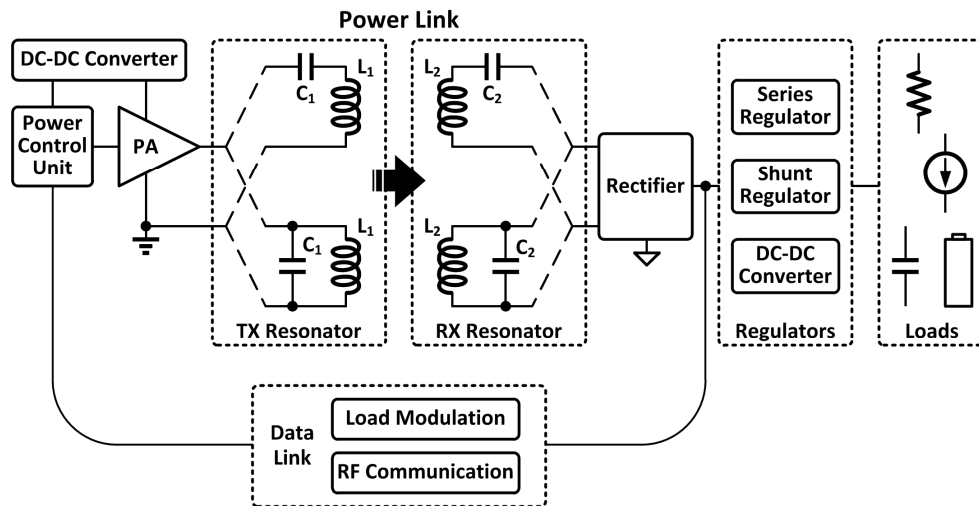 Power Link
DC-DC Converter
Power
Control
Unit
PA
C₁
L₁
L₂
C₂
C₁
L₁
L₂
C₂
TX Resonator
RX Resonator
Rectifier
Series
Regulator
Shunt
Regulator
DC-DC
Converter
Regulators
Loads
Data
Link
Load Modulation
RF Communication